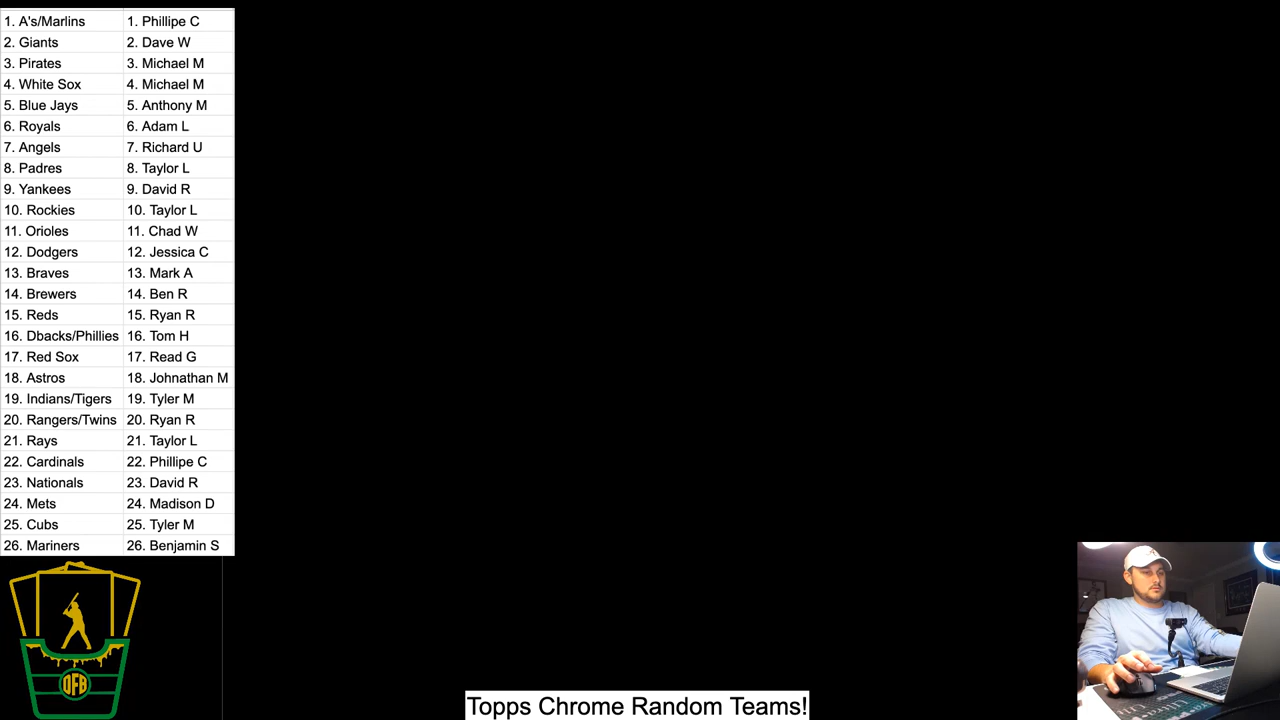 1. A's/Marlins 1. Phillipe C
2. Giants 2. Dave W
3. Pirates 3. Michael M
4. White Sox 4. Michael M
5. Blue Jays 5. Anthony M
6. Royals 6. Adam L
7. Angels 7. Richard U
8. Padres 8. Taylor L
9. Yankees 9. David R
10. Rockies 10. Taylor L
11. Orioles 11. Chad W
12. Dodgers 12. Jessica C
13. Braves 13. Mark A
14. Brewers 14. Ben R
15. Reds 15. Ryan R
16. Dbacks/Phillies 16. Tom H
17. Red Sox 17. Read G
18. Astros 18. Johnathan M
19. Indians/Tigers 19. Tyler M
20. Rangers/Twins 20. Ryan R
21. Rays 21. Taylor L
22. Cardinals 22. Phillipe C
23. Nationals 23. David R
24. Mets 24. Madison D
25. Cubs 25. Tyler M
26. Mariners 26. Benjamin S
OFB
Topps Chrome Random Teams!